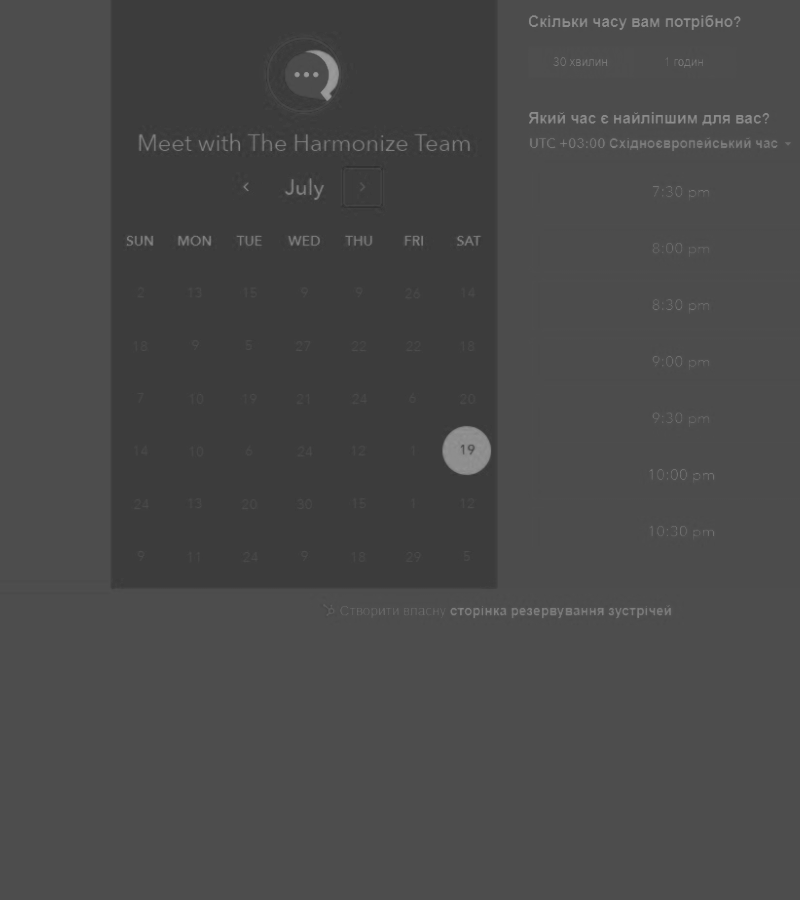 Meet with The Harmonize Team
July
SUN MON TUE WED THU FRI SAT
2 13 15 9 9 26 14
18 9 5 27 22 22 13
7 10 19 21 24 6 20
14 10 6 24 12 1 19
24 13 20 30 15 1 12
9 11 24 9 18 29 5
Скільки часу вам потрібно?
30 хвилин 1 годин
Який час є найліпшим для вас?
UTC +03:00 Східноєвропейський час
7:30 pm
8:00 pm
8:30 pm
9:00 pm
9:30 pm
10:00 pm
10:30 pm
Створити власну сторінка резервування зустрічей